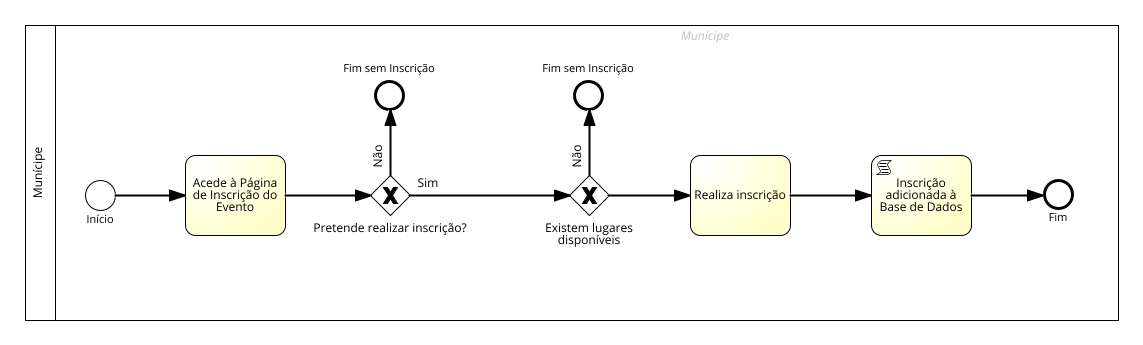 Munícipe
Munícipe
Início
Acede à Página
de Inscrição do
Evento
Fim sem Inscrição
Não
Sim
Pretende realizar inscrição?
Fim sem Inscrição
Não
Existem lugares
disponíveis
Realiza inscrição
Inscrição
adicionada à
Base de Dados
Fim